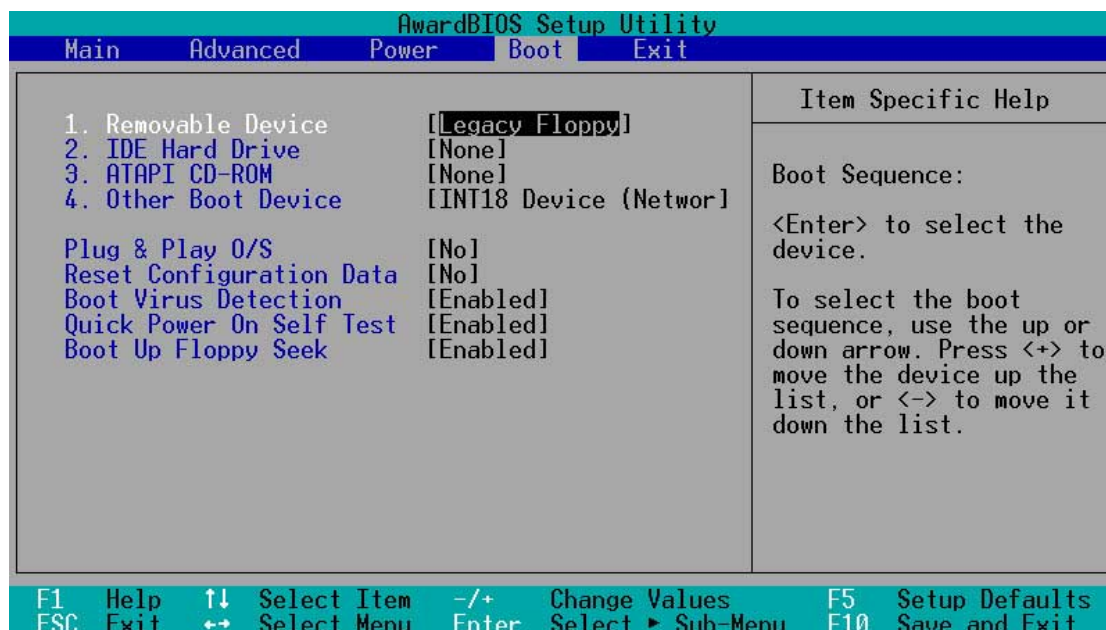 AwardBIOS Setup Utility
Main Advanced Power Boot Exit
1. Removable Device [Legacy Floppy]
2. IDE Hard Drive [None]
3. ATAPI CD-ROM [None]
4. Other Boot Device [INT18 Device (Networ]
Plug & Play O/S [No]
Reset Configuration Data [No]
Boot Virus Detection [Enabled]
Quick Power On Self Test [Enabled]
Boot Up Floppy Seek [Enabled]
Item Specific Help
Boot Sequence:
<Enter> to select the
device.
To select the boot
sequence, use the up or
down arrow. Press <+> to
move the device up the
list, or <-> to move it
down the list.
F1 Help ↑↓ Select Item -/+ Change Values F5 Setup Defaults
ESC Exit ←→ Select Menu Enter Select ► Sub-Menu F10 Save and Exit